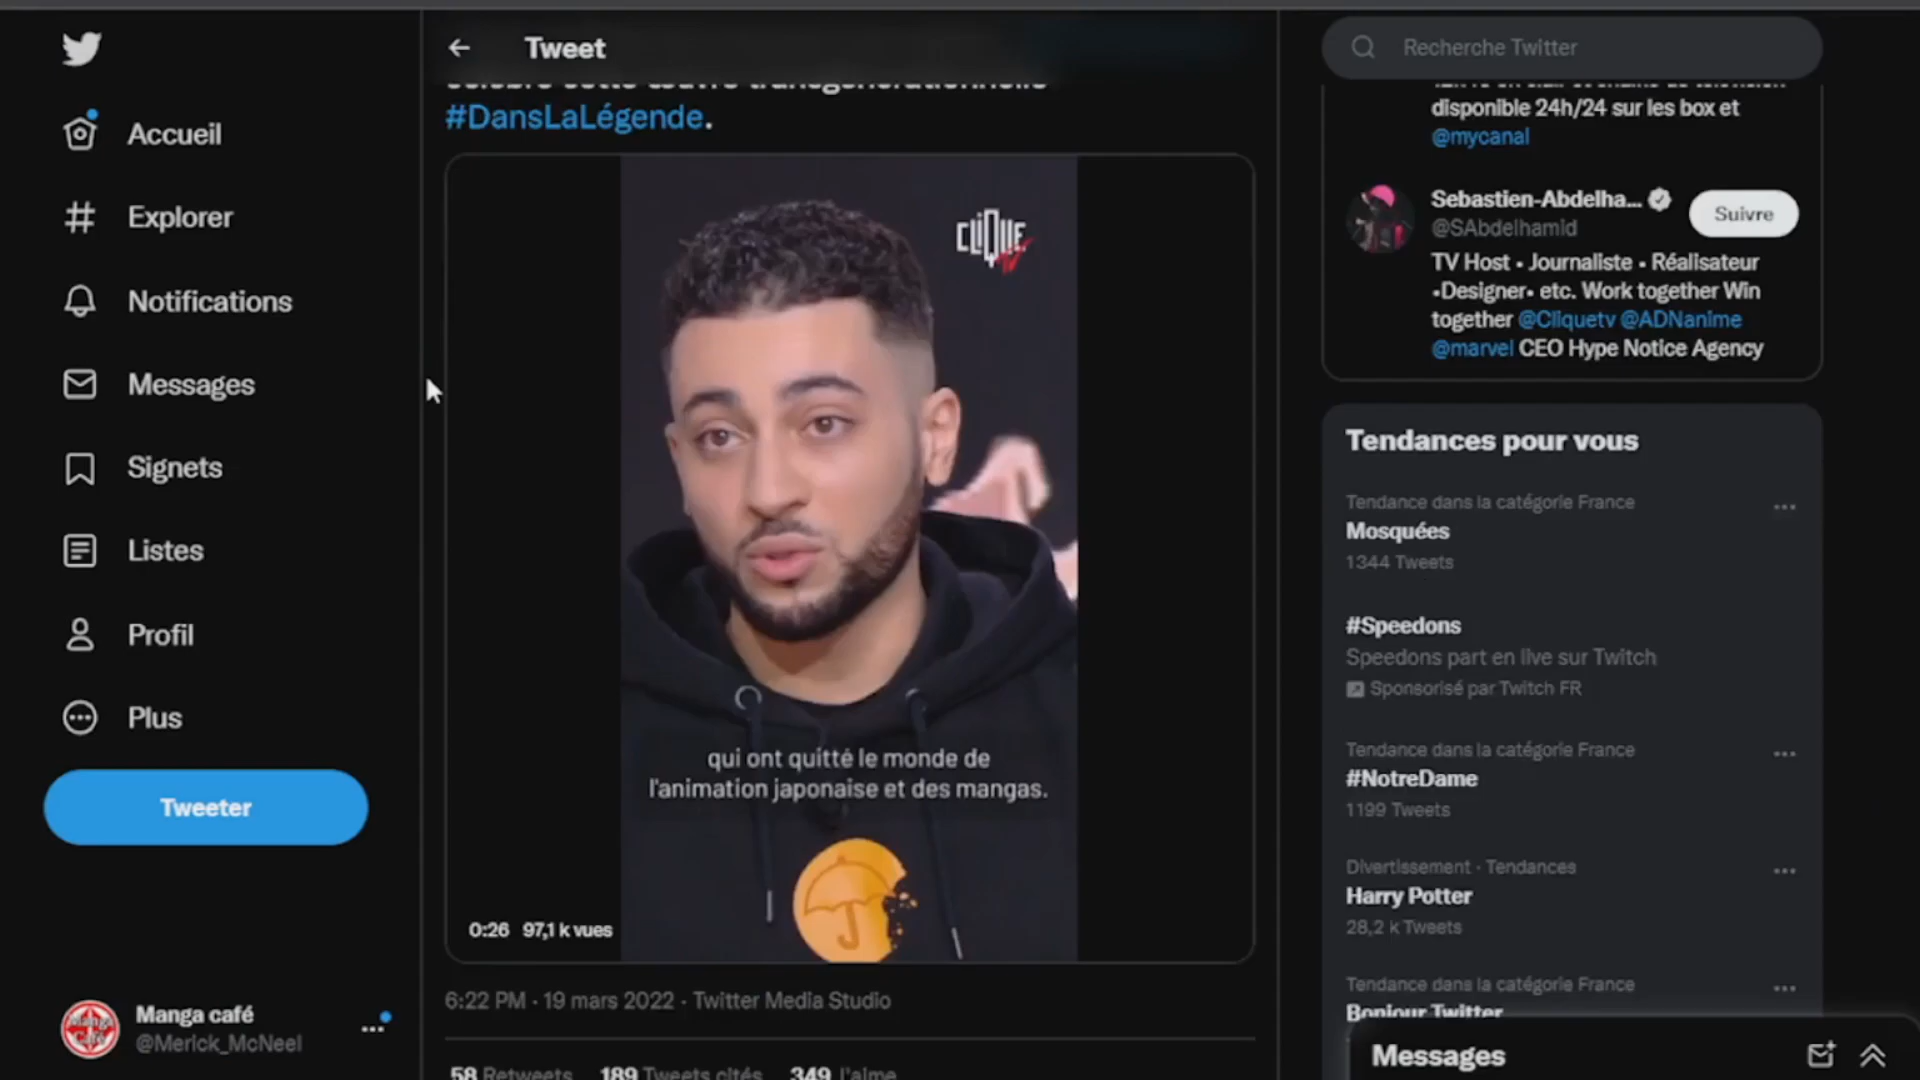 Accueil
Explorer
Notifications
Messages
Signets
Listes
Profil
Plus
Tweeter
Manga café
@Merick_McNeel
Tweet
célèbre cette œuvre transgénérationnelle
#DansLaLégende.
CLIQUE
TV
qui ont quitté le monde de
l'animation japonaise et des mangas.
0:26 97,1 k vues
6:22 PM · 19 mars 2022 · Twitter Media Studio
58 Retweets 189 Tweets cités 349 J'aime
Recherche Twitter
disponible 24h/24 sur les box et
@mycanal
Sebastien-Abdelha...
Suivre
@SAbdelhamid
TV Host • Journaliste • Réalisateur
•Designer• etc. Work together Win
together @Cliquetv @ADNanime
@marvel CEO Hype Notice Agency
Tendances pour vous
Tendance dans la catégorie France
Mosquées
1344 Tweets
#Speedons
Speedons part en live sur Twitch
Sponsorisé par Twitch FR
Tendance dans la catégorie France
#NotreDame
1199 Tweets
Divertissement · Tendances
Harry Potter
28,2 k Tweets
Tendance dans la catégorie France
Bonjour Twitter
Messages